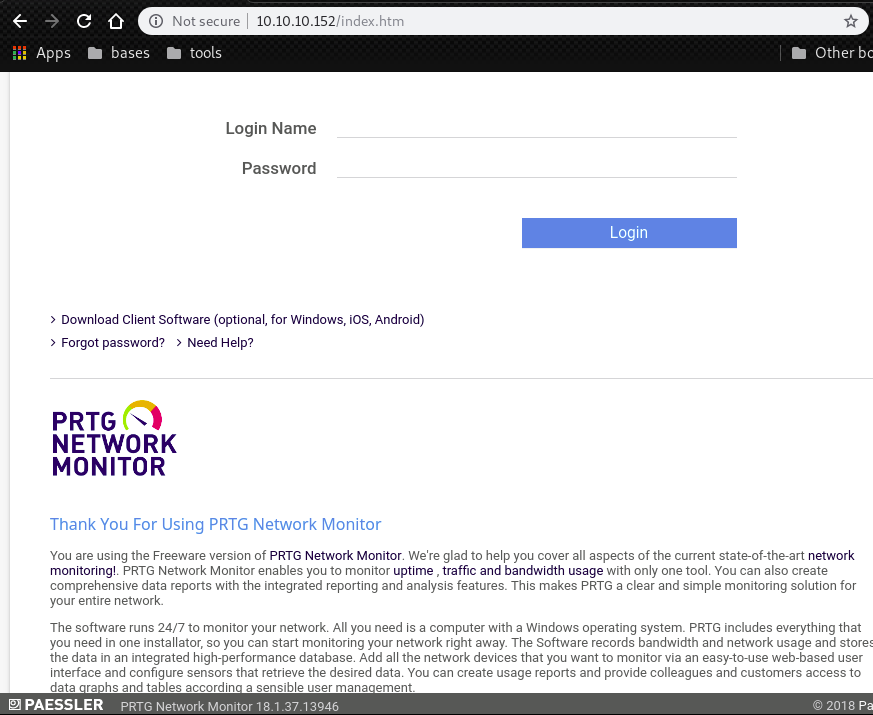 Not secure | 10.10.10.152/index.htm
Apps bases tools Other bo
Login Name
Password
Login
> Download Client Software (optional, for Windows, iOS, Android)
> Forgot password? > Need Help?
PRTG
NETWORK
MONITOR
Thank You For Using PRTG Network Monitor
You are using the Freeware version of PRTG Network Monitor. We're glad to help you cover all aspects of the current state-of-the-art network
monitoring!. PRTG Network Monitor enables you to monitor uptime , traffic and bandwidth usage with only one tool. You can also create
comprehensive data reports with the integrated reporting and analysis features. This makes PRTG a clear and simple monitoring solution for
your entire network.
The software runs 24/7 to monitor your network. All you need is a computer with a Windows operating system. PRTG includes everything that
you need in one installator, so you can start monitoring your network right away. The Software records bandwidth and network usage and stores
the data in an integrated high-performance database. Add all the network devices that you want to monitor via an easy-to-use web-based user
interface and configure sensors that retrieve the desired data. You can create usage reports and provide colleagues and customers access to
data graphs and tables according a sensible user management.
PAESSLER PRTG Network Monitor 18.1.37.13946 © 2018 Pa